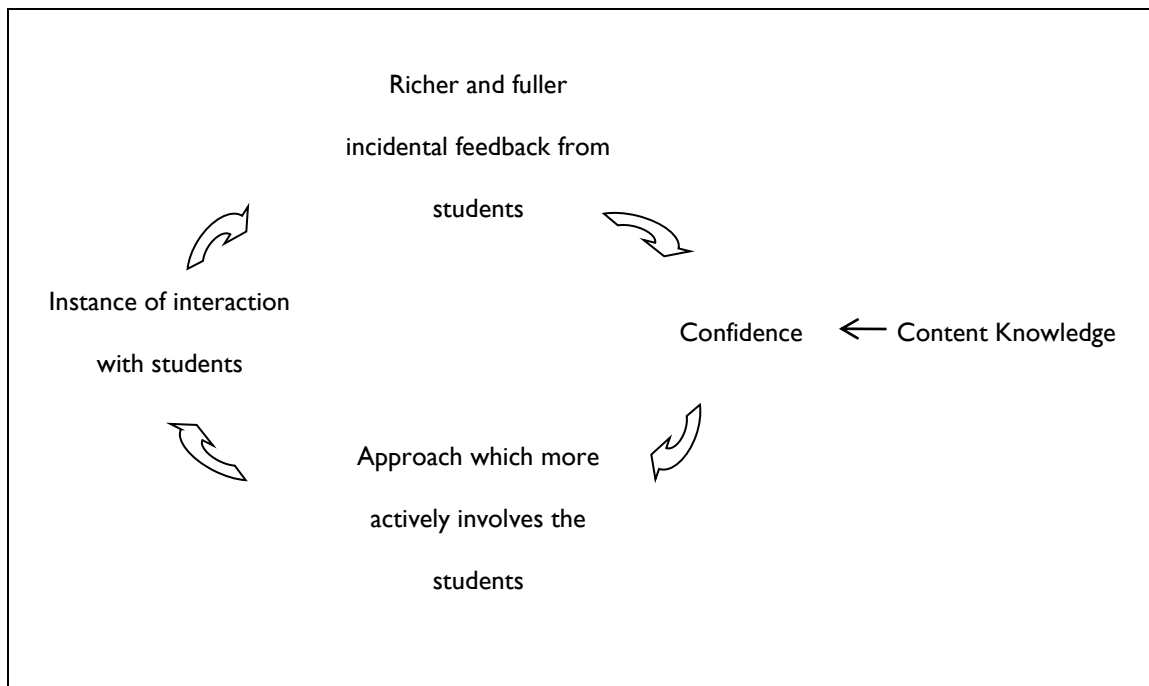 Richer and fuller
incidental feedback from
students
Instance of interaction
with students
Confidence
Content Knowledge
Approach which more
actively involves the
students